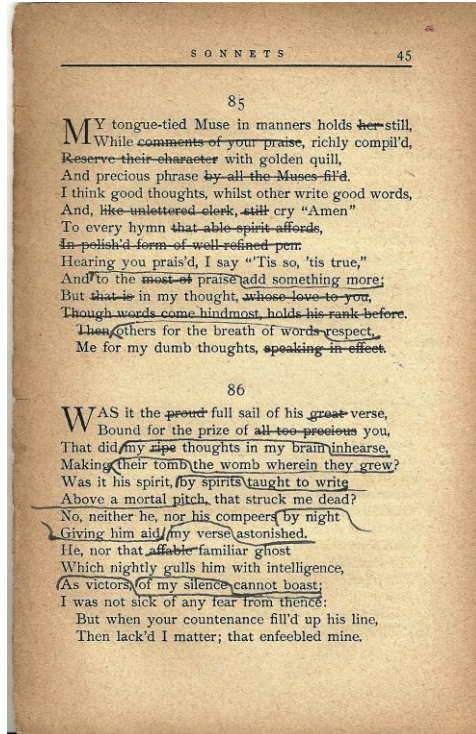 SONNETS 45
85
MY tongue-tied Muse in manners holds her still,
While comments of your praise, richly compil'd,
Reserve their character with golden quill,
And precious phrase by all the Muses fil'd.
I think good thoughts, whilst other write good words,
And, like unlettered clerk, still cry "Amen"
To every hymn that able spirit affords,
In polish'd form of well-refined pen.
Hearing you prais'd, I say "'Tis so, 'tis true,"
And to the most of praise add something more;
But that is in my thought, whose love to you,
Though words come hindmost, holds his rank before.
Then others for the breath of words respect,
Me for my dumb thoughts, speaking in effect.
86
WAS it the proud full sail of his great verse,
Bound for the prize of all too precious you,
That did my ripe thoughts in my brain inhearse,
Making their tomb the womb wherein they grew?
Was it his spirit, by spirits taught to write
Above a mortal pitch, that struck me dead?
No, neither he, nor his compeers by night
Giving him aid, my verse astonished.
He, nor that affable familiar ghost
Which nightly gulls him with intelligence,
As victors, of my silence cannot boast;
I was not sick of any fear from thence:
But when your countenance fill'd up his line,
Then lack'd I matter; that enfeebled mine.